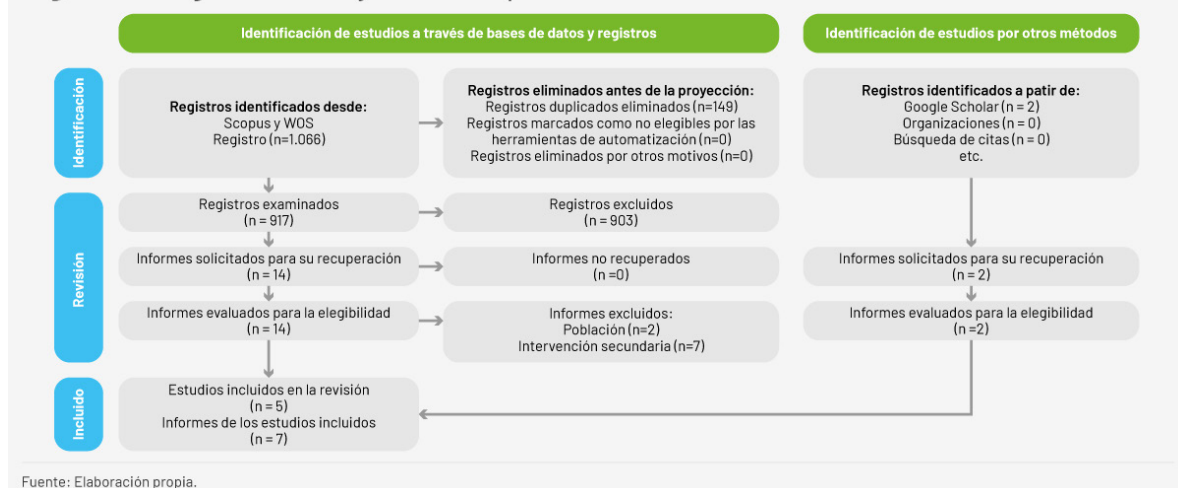 Identificación de estudios a través de bases de datos y registros
Identificación de estudios por otros métodos
Identificación
Registros identificados desde:
Scopus y WOS
Registro (n=1.066)
Registros eliminados antes de la proyección:
Registros duplicados eliminados (n=149)
Registros marcados como no elegibles por las
herramientas de automatización (n=0)
Registros eliminados por otros motivos (n=0)
Registros identificados a patir de:
Google Scholar (n = 2)
Organizaciones (n = 0)
Búsqueda de citas (n = 0)
etc.
Revisión
Registros examinados
(n = 917)
Registros excluidos
(n = 903)
Informes solicitados para su recuperación
(n = 14)
Informes no recuperados
(n =0)
Informes solicitados para su recuperación
(n = 2)
Informes evaluados para la elegibilidad
(n = 14)
Informes excluidos:
Población (n=2)
Intervención secundaria (n=7)
Informes evaluados para la elegibilidad
(n =2)
Incluido
Estudios incluidos en la revisión
(n = 5)
Informes de los estudios incluidos
(n = 7)
Fuente: Elaboración propia.